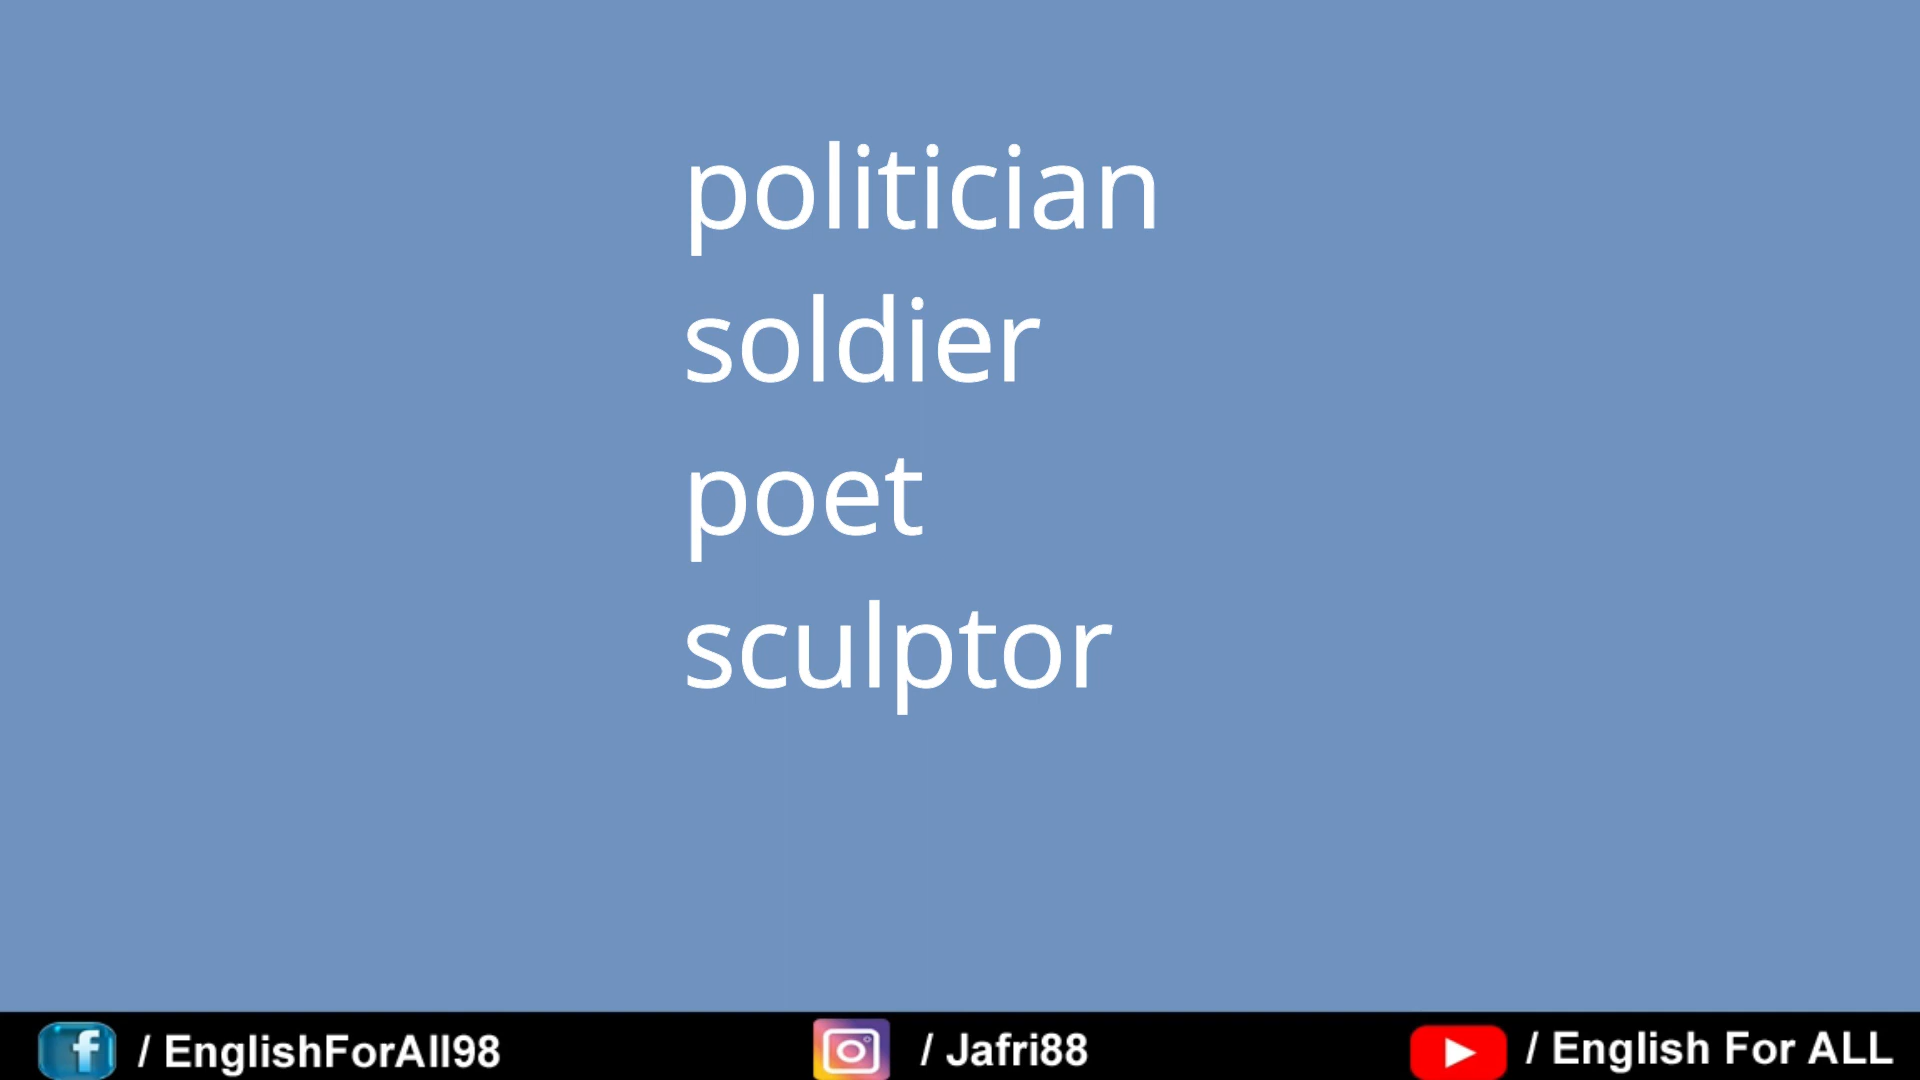 politician
soldier
poet
sculptor
/ EnglishForAll98
/ Jafri88
/ English For ALL